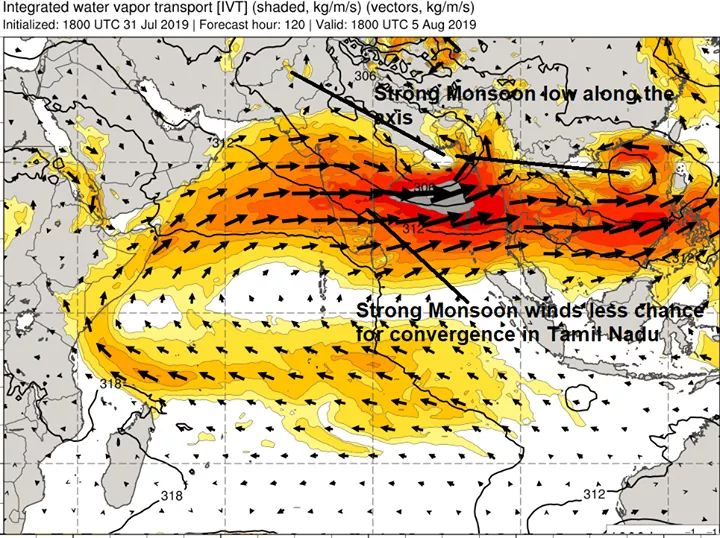 Integrated water vapor transport [IVT] (shaded, kg/m/s) (vectors, kg/m/s)
Initialized: 1800 UTC 31 Jul 2019 | Forecast hour: 120 | Valid: 1800 UTC 5 Aug 2019
306
Strong Monsoon low along the
axis
312
306
312
312
Strong Monsoon winds less chance
for convergence in Tamil Nadu
318
318
312